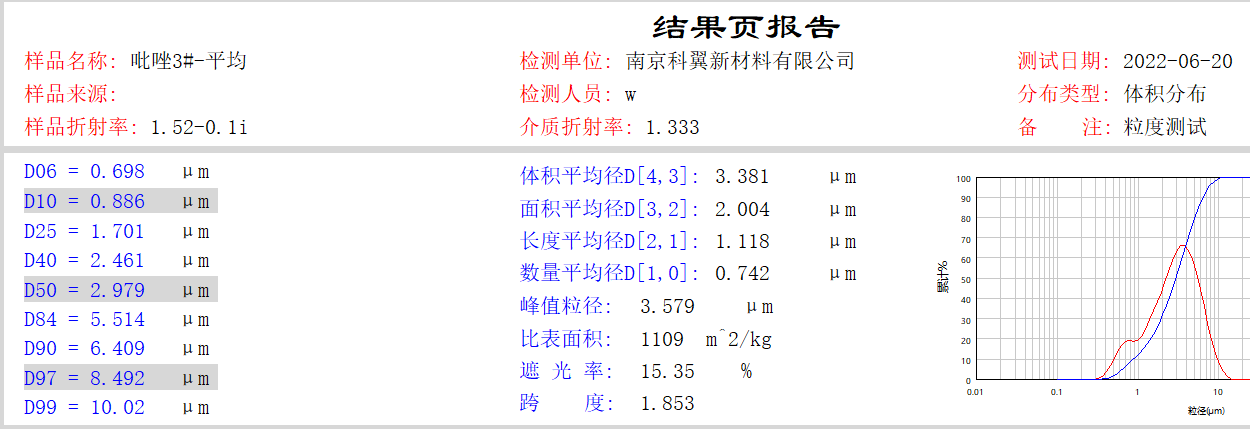 结果页报告
样品名称: 吡唑3#-平均 检测单位: 南京科翼新材料有限公司 测试日期: 2022-06-20
样品来源: 检测人员: w 分布类型: 体积分布
样品折射率: 1.52-0.1i 介质折射率: 1.333 备 注: 粒度测试
D06 = 0.698 μm
D10 = 0.886 μm
D25 = 1.701 μm
D40 = 2.461 μm
D50 = 2.979 μm
D84 = 5.514 μm
D90 = 6.409 μm
D97 = 8.492 μm
D99 = 10.02 μm
体积平均径D[4,3]: 3.381 μm
面积平均径D[3,2]: 2.004 μm
长度平均径D[2,1]: 1.118 μm
数量平均径D[1,0]: 0.742 μm
峰值粒径: 3.579 μm
比表面积: 1109 m^2/kg
遮 光 率: 15.35 %
跨 度: 1.853
累计%
100
90
80
70
60
50
40
30
20
10
0
0.01 0.1 1 10
粒径(μm)